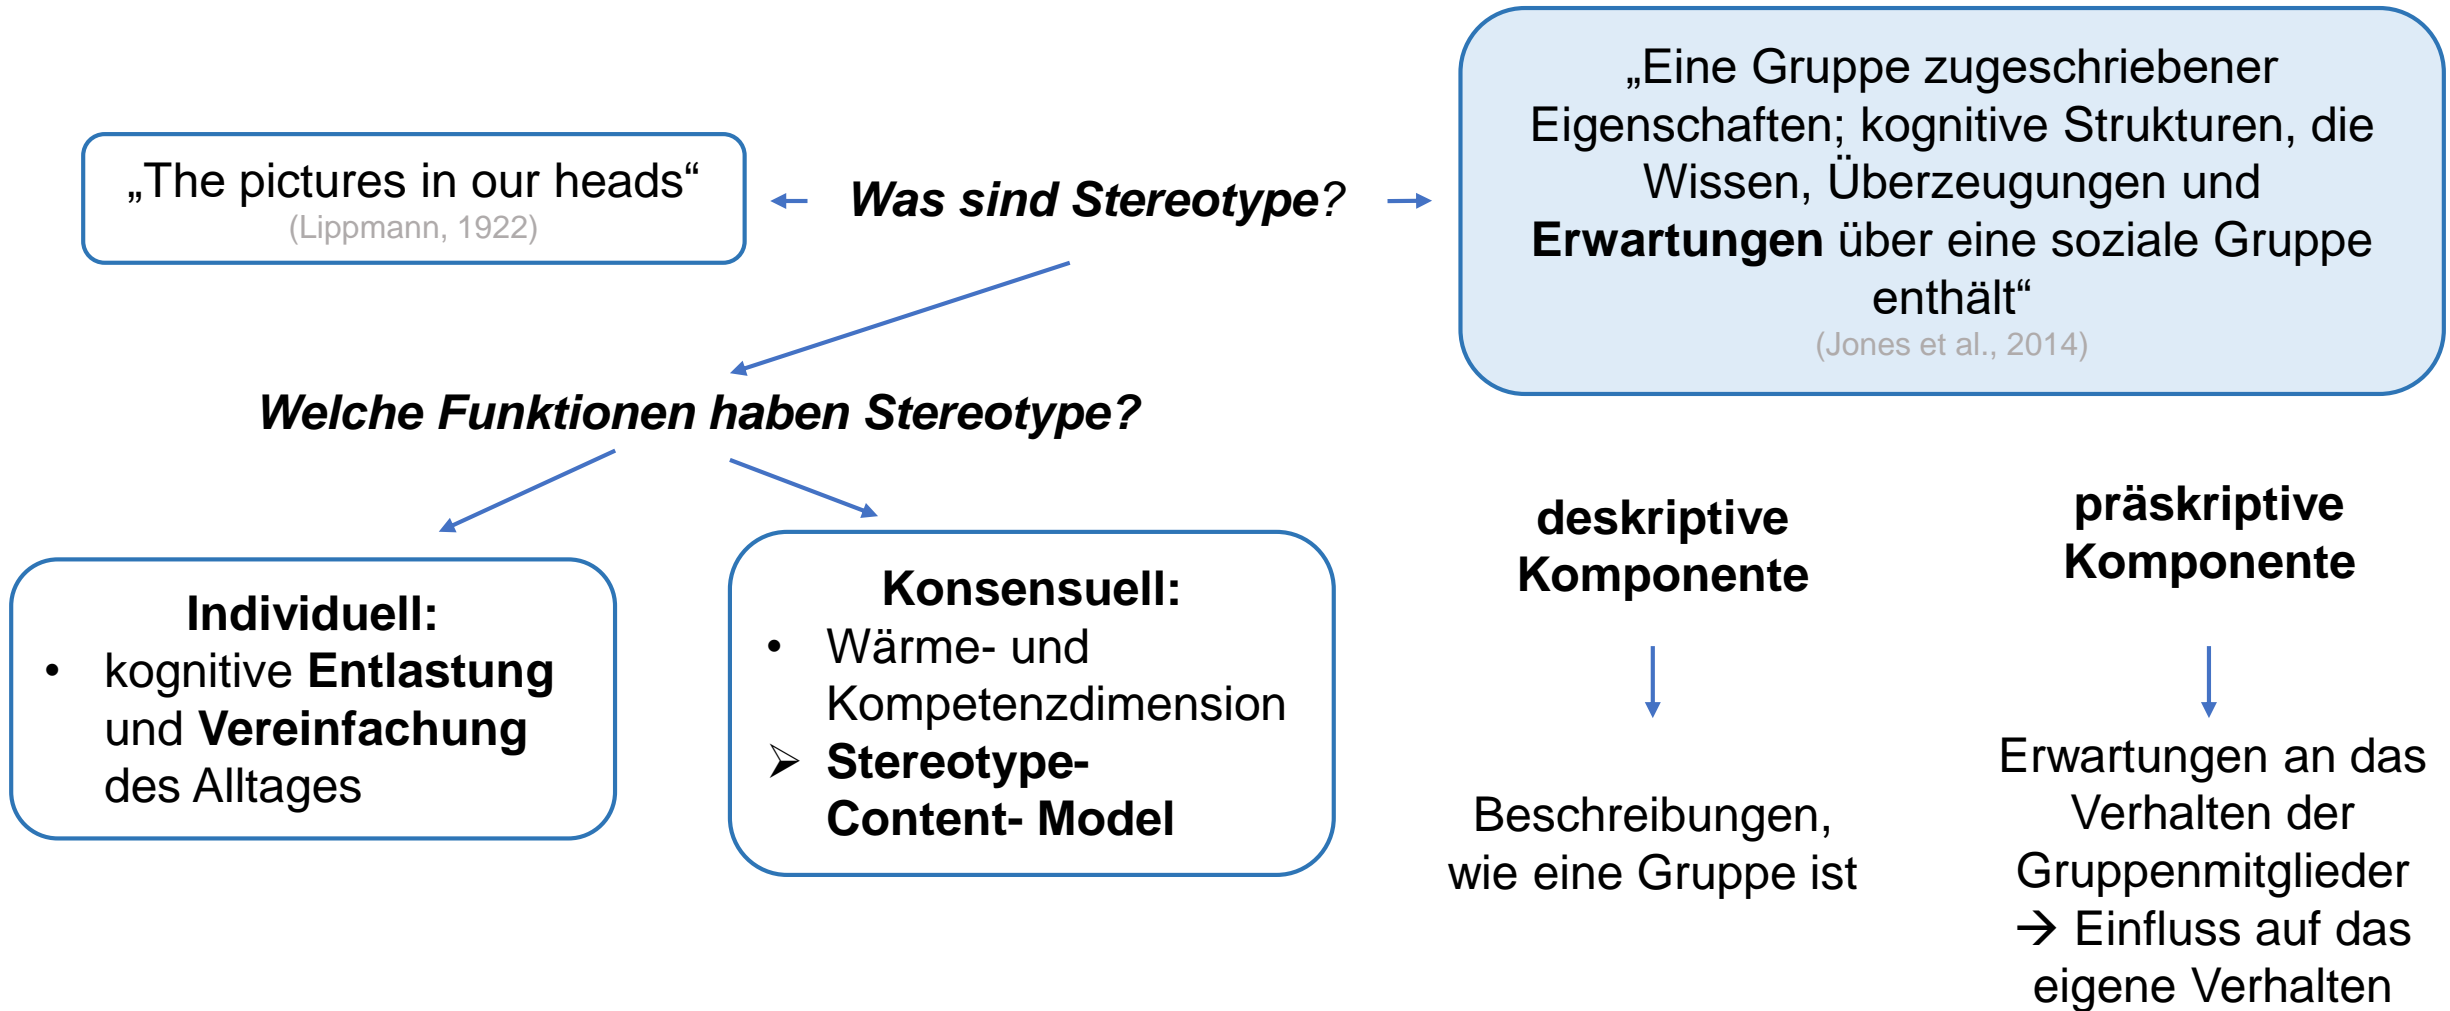 „The pictures in our heads“
(Lippmann, 1922)
Was sind Stereotype?
„Eine Gruppe zugeschriebener
Eigenschaften; kognitive Strukturen, die
Wissen, Überzeugungen und
Erwartungen über eine soziale Gruppe
enthält“
(Jones et al., 2014)
Welche Funktionen haben Stereotype?
Individuell:
• kognitive Entlastung
und Vereinfachung
des Alltages
Konsensuell:
• Wärme- und
Kompetenzdimension
➢ Stereotype-
Content- Model
deskriptive
Komponente
Beschreibungen,
wie eine Gruppe ist
präskriptive
Komponente
Erwartungen an das
Verhalten der
Gruppenmitglieder
→ Einfluss auf das
eigene Verhalten